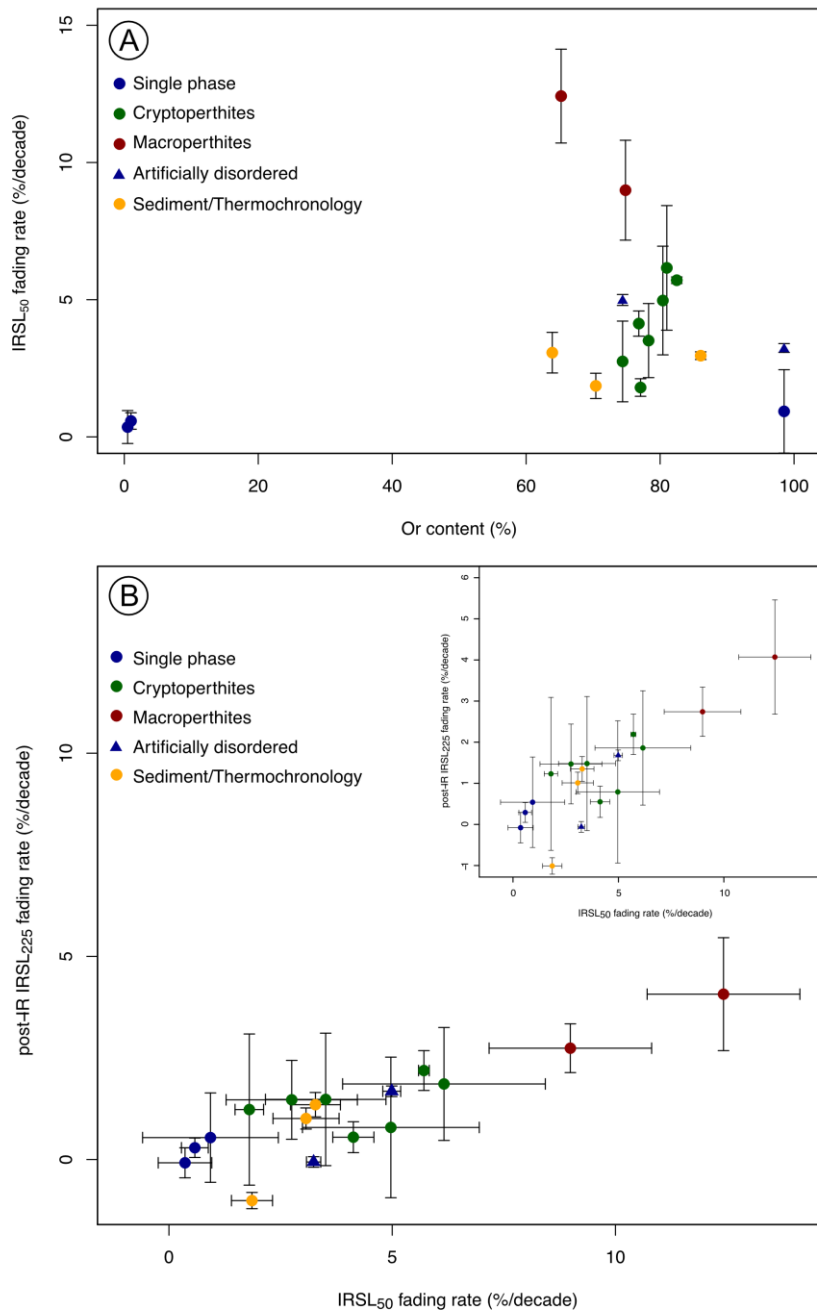 A
Single phase
Cryptoperthites
Macroperthites
Artificially disordered
Sediment/Thermochronology
IRSL50 fading rate (%/decade)
15
10
5
0
0 20 40 60 80 100
Or content (%)
B
Single phase
Cryptoperthites
Macroperthites
Artificially disordered
Sediment/Thermochronology
post-IR IRSL225 fading rate (%/decade)
10
5
0
0 5 10
IRSL50 fading rate (%/decade)
post-IR IRSL225 fading rate (%/decade)
6
5
4
3
2
1
0
-1
0 5 10
IRSL50 fading rate (%/decade)